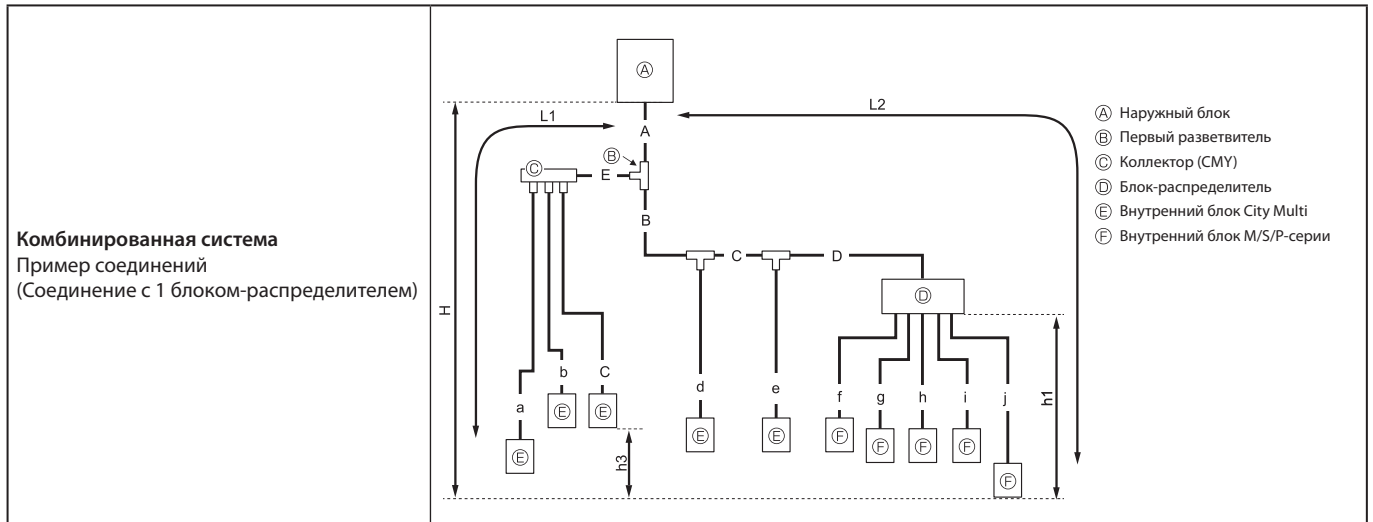 Комбинированная система
Пример соединений
(Соединение с 1 блоком-распределителем)
Ⓐ
L1
L2
A
Ⓑ
Ⓒ
E
B
C
D
Ⓓ
H
a
b
C
d
e
f
g
h
i
j
h1
h3
Ⓔ
Ⓔ
Ⓔ
Ⓔ
Ⓔ
Ⓕ
Ⓕ
Ⓕ
Ⓕ
Ⓕ
Ⓐ Наружный блок
Ⓑ Первый разветвитель
Ⓒ Коллектор (CMY)
Ⓓ Блок-распределитель
Ⓔ Внутренний блок City Multi
Ⓕ Внутренний блок M/S/P-серии